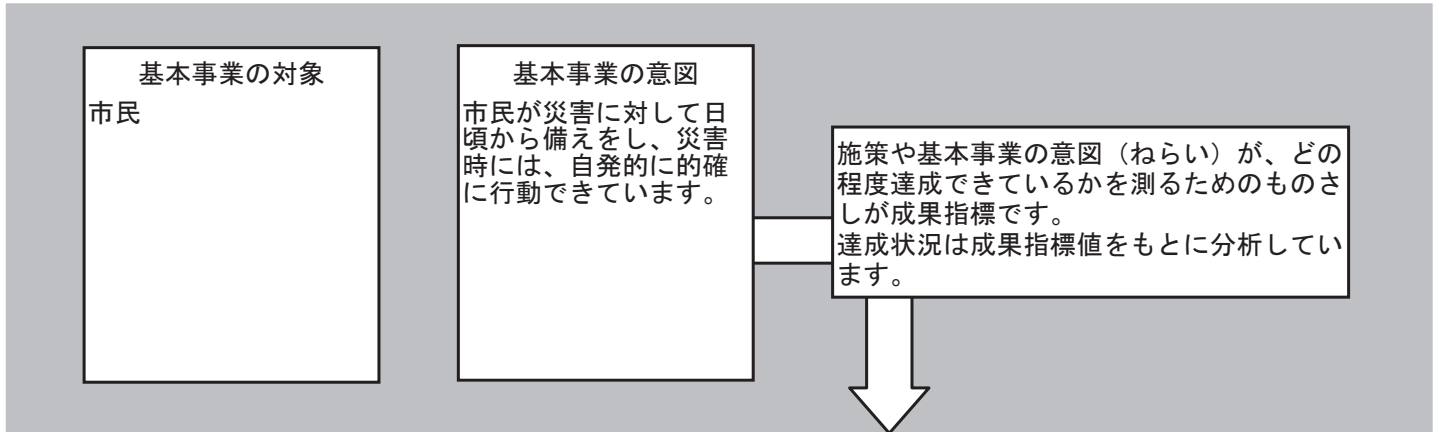 基本事業の対象
市民
基本事業の意図
市民が災害に対して日
頃から備えをし、災害
時には、自発的に的確
に行動できています。
施策や基本事業の意図（ねらい）が、どの
程度達成できているかを測るためのものさ
しが成果指標です。
達成状況は成果指標値をもとに分析してい
ます。